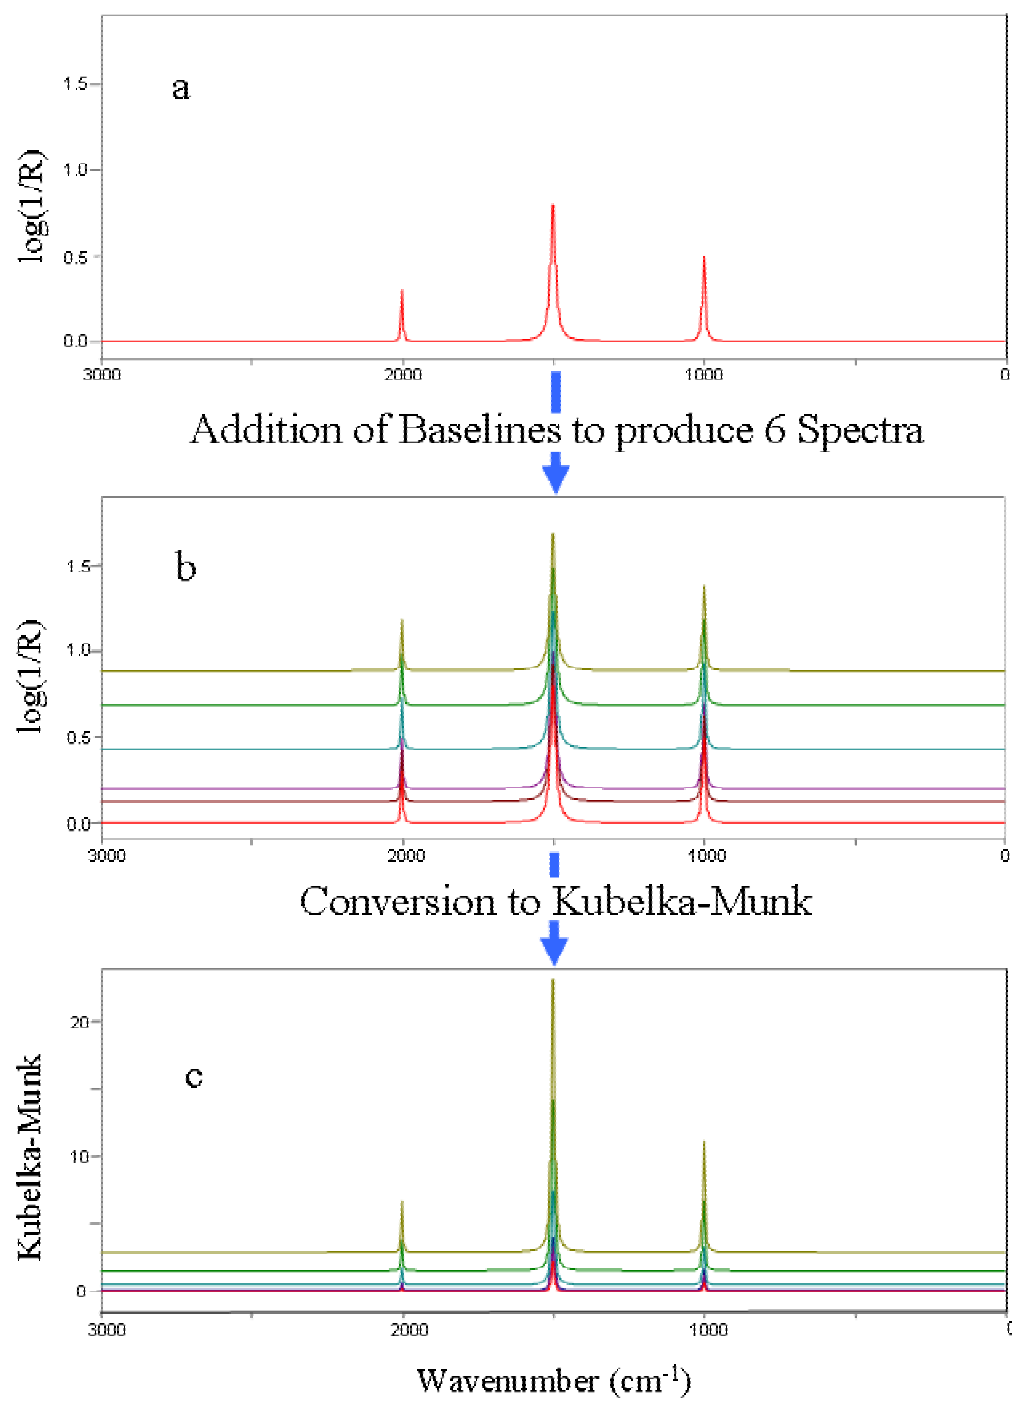 a
1.5
1.0
0.5
0.0
log(1/R)
3000 2000 1000 0
Addition of Baselines to produce 6 Spectra
b
1.5
1.0
0.5
0.0
log(1/R)
3000 2000 1000 0
Conversion to Kubelka-Munk
c
20
10
0
Kubelka-Munk
3000 2000 1000 0
Wavenumber (cm⁻¹)